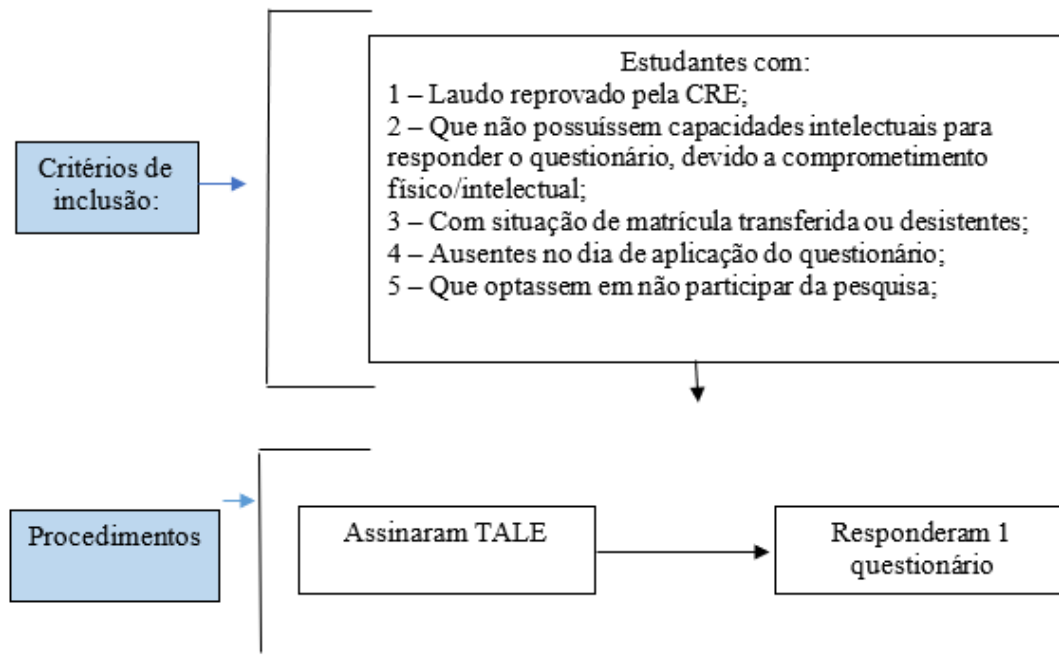 Estudantes com:
1 – Laudo reprovado pela CRE;
2 – Que não possuíssem capacidades intelectuais para
responder o questionário, devido a comprometimento
físico/intelectual;
3 – Com situação de matrícula transferida ou desistentes;
4 – Ausentes no dia de aplicação do questionário;
5 – Que optassem em não participar da pesquisa;
Critérios de
inclusão:
Procedimentos
Assinaram TALE
Responderam 1
questionário